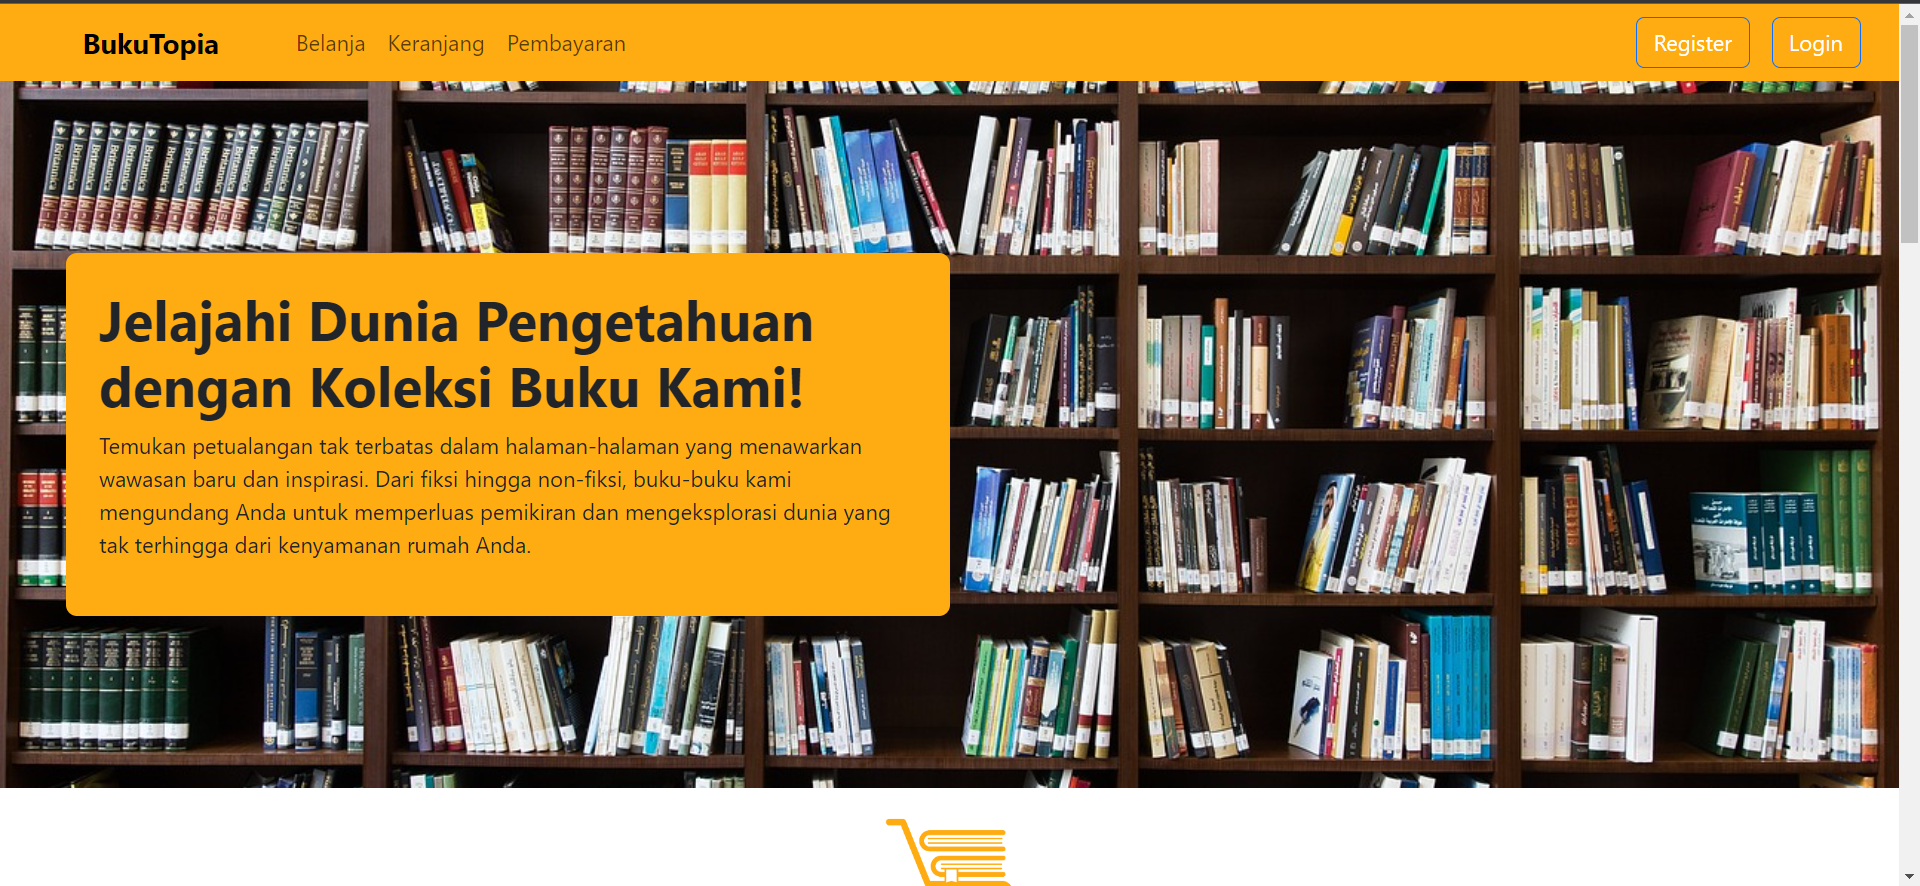 BukuTopia
Belanja
Keranjang
Pembayaran
Register
Login
Jelajahi Dunia Pengetahuan
dengan Koleksi Buku Kami!
Temukan petualangan tak terbatas dalam halaman-halaman yang menawarkan
wawasan baru dan inspirasi. Dari fiksi hingga non-fiksi, buku-buku kami
mengundang Anda untuk memperluas pemikiran dan mengeksplorasi dunia yang
tak terhingga dari kenyamanan rumah Anda.